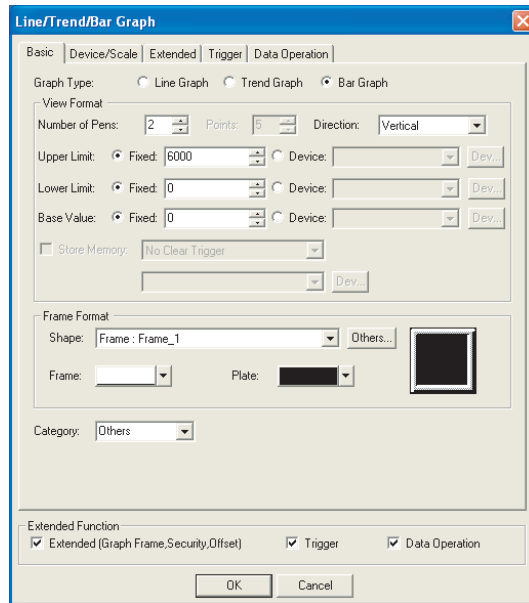 Line/Trend/Bar Graph
Basic Device/Scale Extended Trigger Data Operation
Graph Type: Line Graph Trend Graph Bar Graph
View Format
Number of Pens: 2 Points: 5 Direction: Vertical
Upper Limit: Fixed: 6000 Device: Dev...
Lower Limit: Fixed: 0 Device: Dev...
Base Value: Fixed: 0 Device: Dev...
Store Memory: No Clear Trigger
Dev...
Frame Format
Shape: Frame : Frame_1 Others...
Frame: Plate:
Category: Others
Extended Function
Extended (Graph Frame,Security,Offset) Trigger Data Operation
OK Cancel